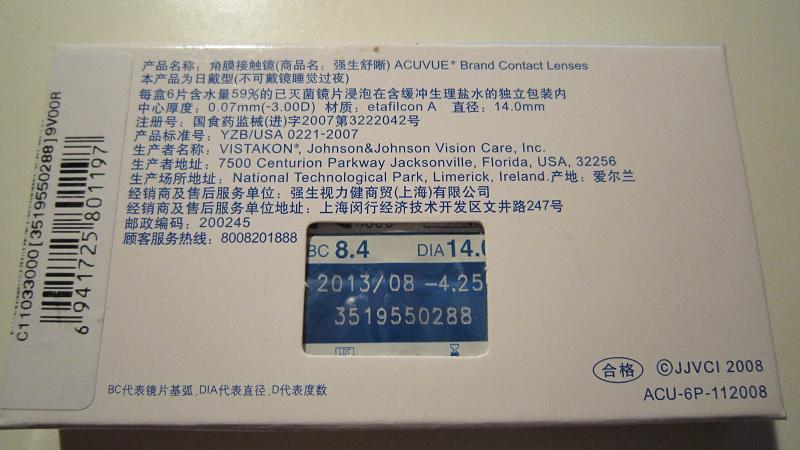 产品名称：角膜接触镜(商品名：强生舒晰) ACUVUE® Brand Contact Lenses
本产品为日戴型(不可戴镜睡觉过夜)
每盒6片含水量59%的已灭菌镜片浸泡在含缓冲生理盐水的独立包装内
中心厚度：0.07mm(-3.00D) 材质：etafilcon A 直径：14.0mm
注册号：国食药监械(进)字2007第3222042号
产品标准号：YZB/USA 0221-2007
生产者名称：VISTAKON®, Johnson&Johnson Vision Care, Inc.
生产者地址：7500 Centurion Parkway Jacksonville, Florida, USA, 32256
生产场所地址：National Technological Park, Limerick, Ireland.产地：爱尔兰
经销商及售后服务单位：强生视力健商贸(上海)有限公司
经销商及售后服务单位地址：上海闵行经济技术开发区文井路247号
邮政编码：200245
顾客服务热线：8008201888
BC 8.4 DIA 14.0
2013/08 -4.25
3519550288
LOT
合格 ©JJVCI 2008
ACU-6P-112008
BC代表镜片基弧,DIA代表直径,D代表度数
C11033000[3519550288]9V00R
6 941725 801197